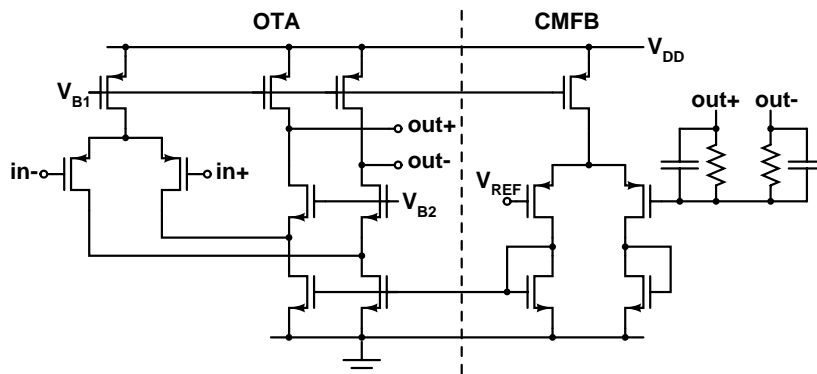 OTA
CMFB
VDD
VB1
out+
out-
out+
out-
in-
in+
VREF
VB2